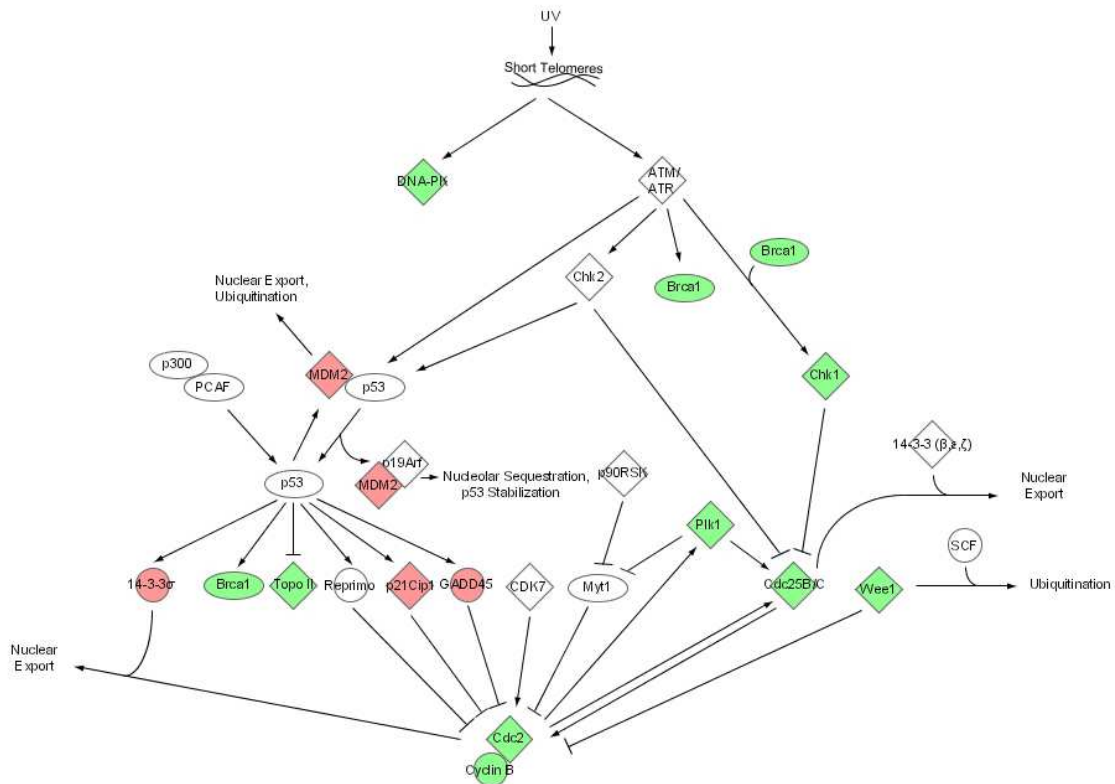 UV
Short Telomeres
DNA-PK
ATM/
ATR
Brca1
Chk2
Brca1
Nuclear Export,
Ubiquitination
p300
PCAF
MDM2
p53
Chk1
14-3-3 (β,ε,ζ)
p19Arf
MDM2
Nucleolar Sequestration,
p53 Stabilization
p90RSK
p53
Nuclear
Export
Plk1
SCF
14-3-3σ
Brca1
Topo II
Reprimo
p21Cip1
GADD45
CDK7
Myt1
Cdc25B/C
Wee1
Ubiquitination
Nuclear
Export
Cdc2
Cyclin B